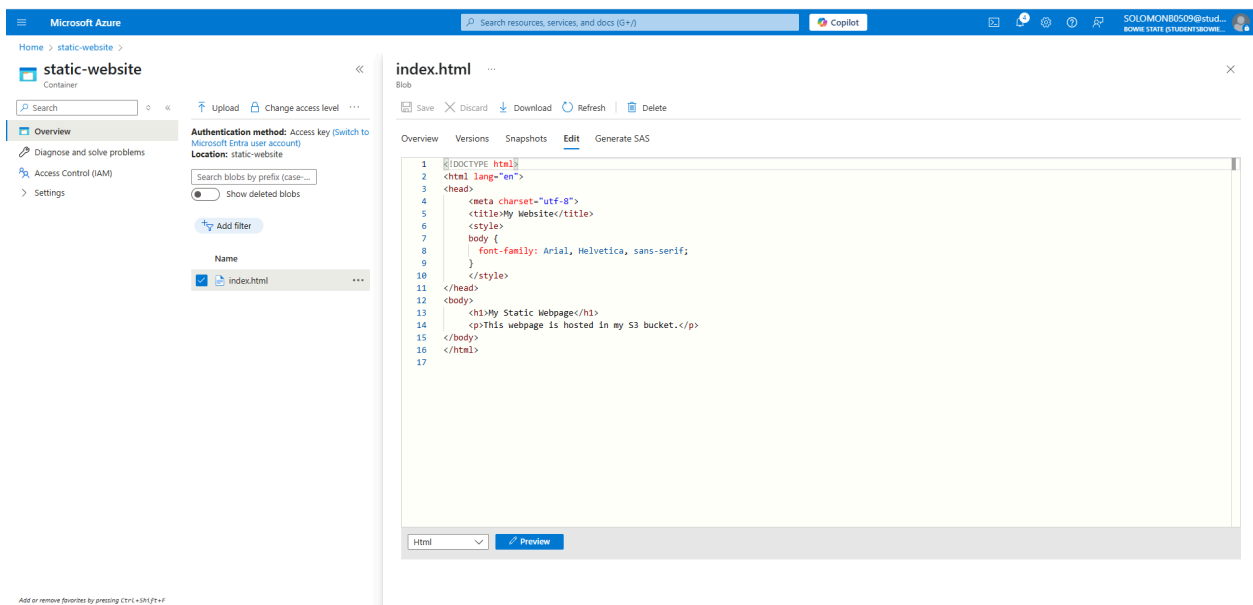 Microsoft Azure
Search resources, services, and docs (G+/)
Copilot
4
SOLOMONB0509@stud...
BOWIE STATE (STUDENTSBOWIE...
Home > static-website >
static-website
Container
Search
Overview
Diagnose and solve problems
Access Control (IAM)
Settings
Upload
Change access level
Authentication method: Access key (Switch to
Microsoft Entra user account)
Location: static-website
Search blobs by prefix (case-...
Show deleted blobs
Add filter
Name
index.html
Add or remove favorites by pressing Ctrl+Shift+F
index.html
Blob
Save
Discard
Download
Refresh
Delete
Overview
Versions
Snapshots
Edit
Generate SAS
1 <!DOCTYPE html>
2 <html lang="en">
3 <head>
4 <meta charset="utf-8">
5 <title>My Website</title>
6 <style>
7 body {
8 font-family: Arial, Helvetica, sans-serif;
9 }
10 </style>
11 </head>
12 <body>
13 <h1>My Static Webpage</h1>
14 <p>This webpage is hosted in my S3 bucket.</p>
15 </body>
16 </html>
17
Html
Preview